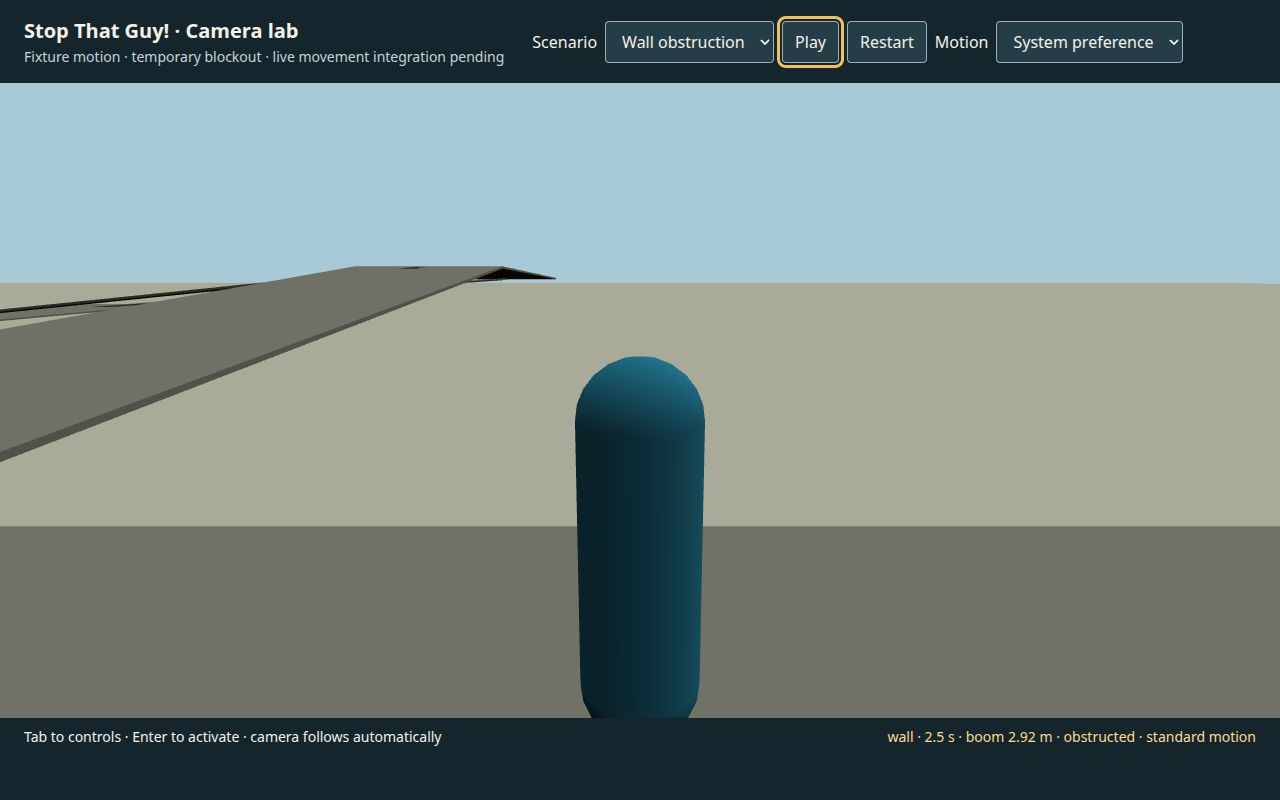 Stop That Guy! · Camera lab
Fixture motion · temporary blockout · live movement integration pending
Scenario Wall obstruction Play Restart Motion System preference
Tab to controls · Enter to activate · camera follows automatically
wall · 2.5 s · boom 2.92 m · obstructed · standard motion